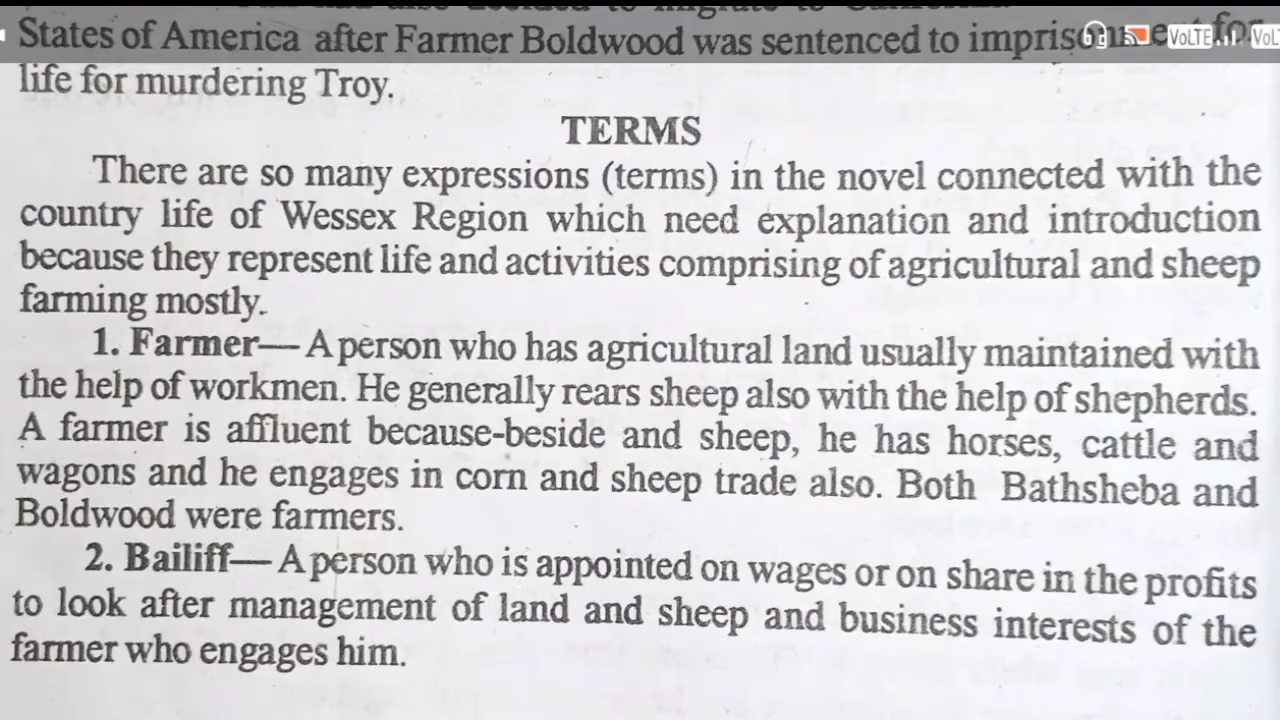 States of America after Farmer Boldwood was sentenced to imprisonment for
life for murdering Troy.
TERMS
There are so many expressions (terms) in the novel connected with the
country life of Wessex Region which need explanation and introduction
because they represent life and activities comprising of agricultural and sheep
farming mostly.
1. Farmer— A person who has agricultural land usually maintained with
the help of workmen. He generally rears sheep also with the help of shepherds.
A farmer is affluent because-beside and sheep, he has horses, cattle and
wagons and he engages in corn and sheep trade also. Both Bathsheba and
Boldwood were farmers.
2. Bailiff— A person who is appointed on wages or on share in the profits
to look after management of land and sheep and business interests of the
farmer who engages him.